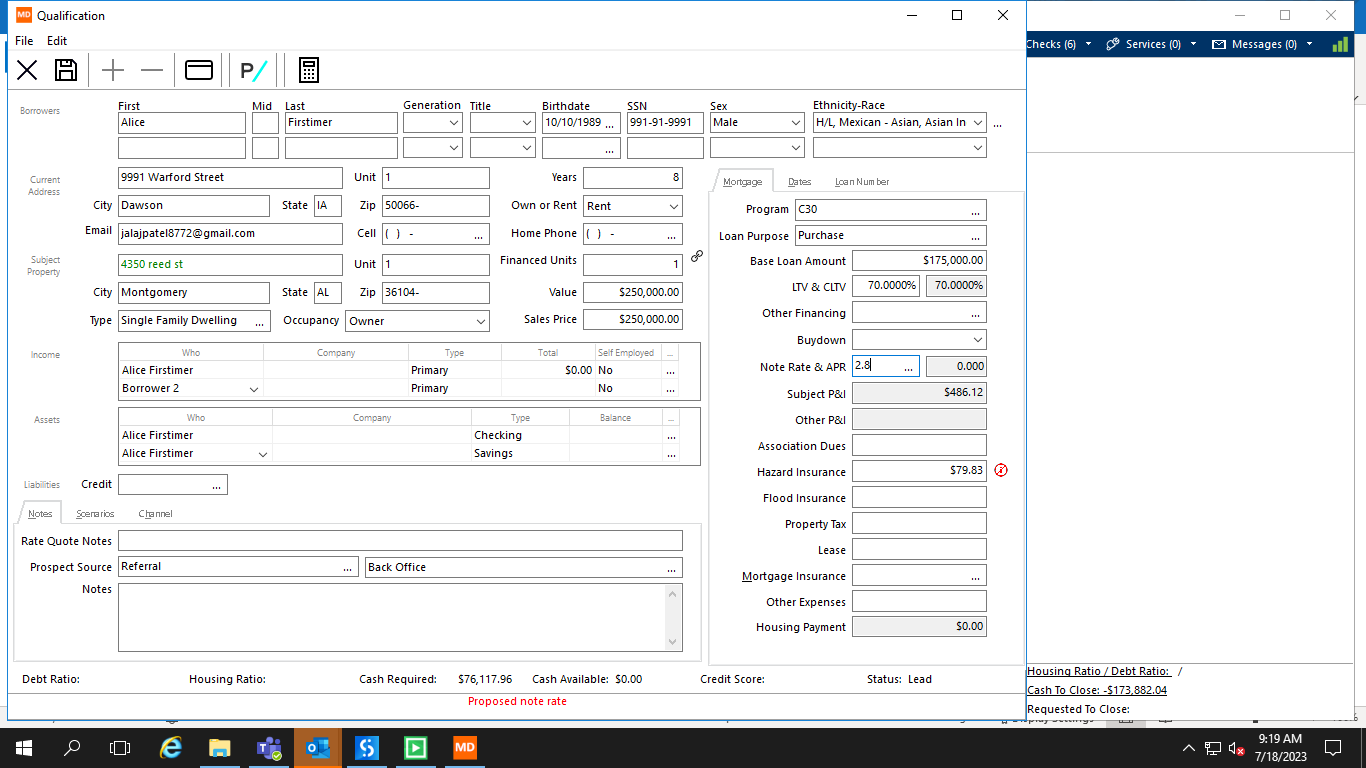 MD Qualification
File Edit
P/
Borrowers
First Mid Last Generation Title Birthdate SSN Sex Ethnicity-Race
Alice Firstimer 10/10/1989 ... 991-91-9991 Male H/L, Mexican - Asian, Asian In ...
...
Current Address
9991 Warford Street Unit 1 Years 8
City Dawson State IA Zip 50066- Own or Rent Rent
Email jalajpatel8772@gmail.com Cell ( ) - ... Home Phone ( ) - ...
Subject Property
4350 reed st Unit 1 Financed Units 1
City Montgomery State AL Zip 36104- Value $250,000.00
Type Single Family Dwelling ... Occupancy Owner Sales Price $250,000.00
Income
Who Company Type Total Self Employed ...
Alice Firstimer Primary $0.00 No ...
Borrower 2 Primary No ...
Assets
Who Company Type Balance ...
Alice Firstimer Checking ...
Alice Firstimer Savings ...
Liabilities Credit ...
Notes Scenarios Channel
Rate Quote Notes
Prospect Source Referral ... Back Office ...
Notes
Mortgage Dates Loan Number
Program C30 ...
Loan Purpose Purchase ...
Base Loan Amount $175,000.00
LTV & CLTV 70.0000% 70.0000%
Other Financing ...
Buydown
Note Rate & APR 2.8 ... 0.000
Subject P&I $486.12
Other P&I
Association Dues
Hazard Insurance $79.83
Flood Insurance
Property Tax
Lease
Mortgage Insurance ...
Other Expenses
Housing Payment $0.00
Debt Ratio: Housing Ratio: Cash Required: $76,117.96 Cash Available: $0.00 Credit Score: Status: Lead
Proposed note rate
Checks (6) Services (0) Messages (0)
Housing Ratio / Debt Ratio: /
Cash To Close: -$173,882.04
Requested To Close:
Display Settings
MD
9:19 AM
7/18/2023